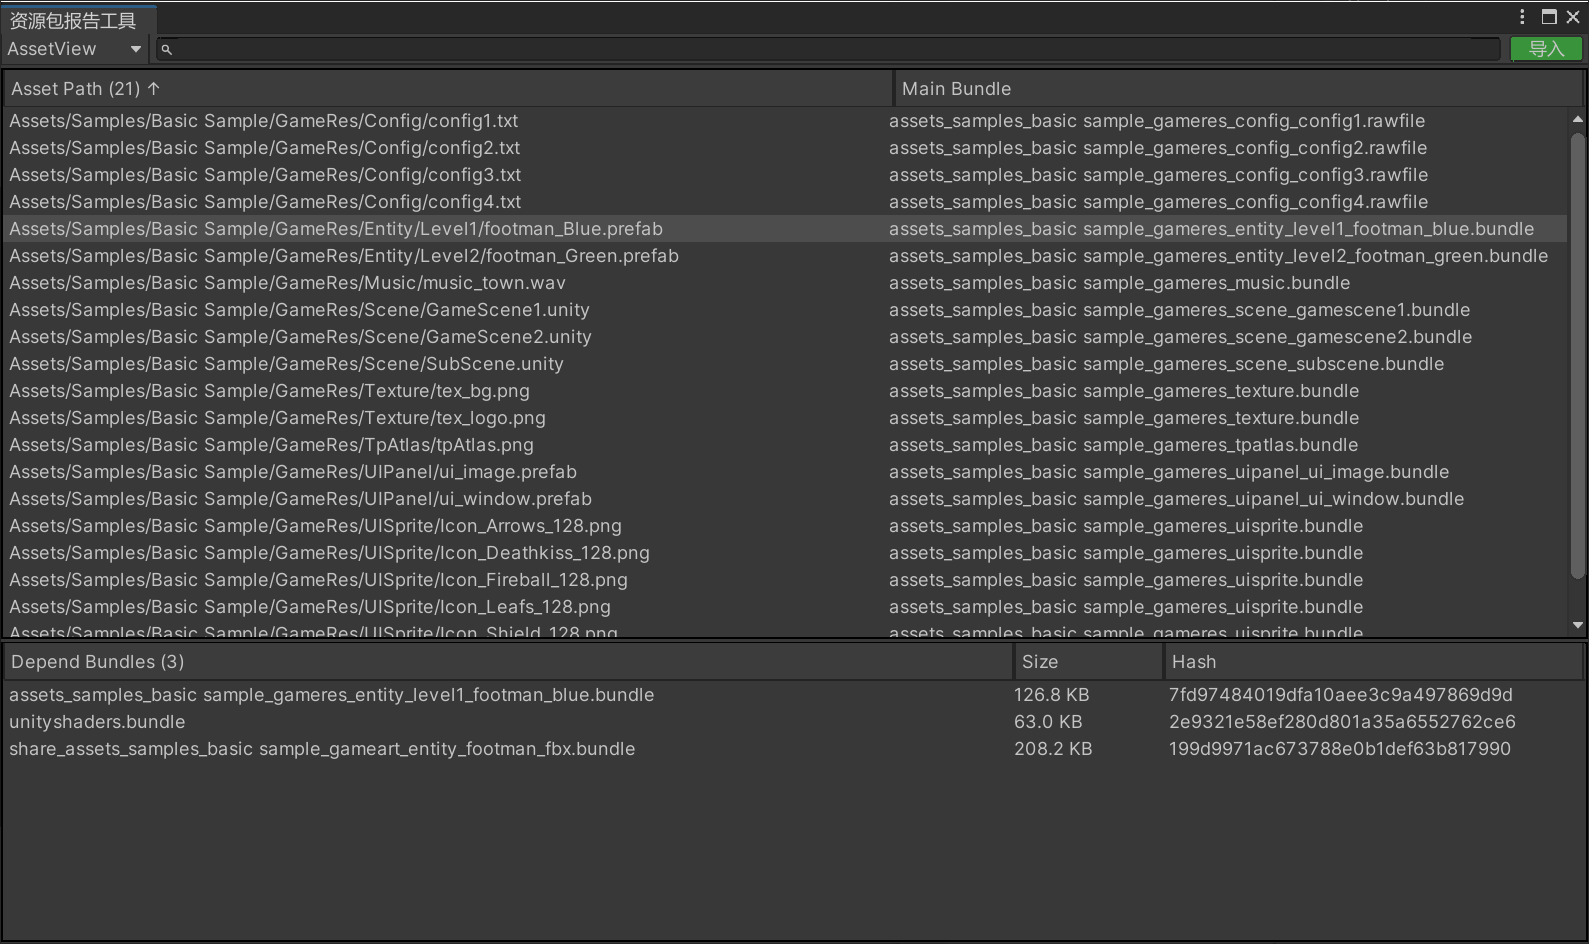 资源包报告工具
AssetView
导入
Asset Path (21) ↑ Main Bundle
Assets/Samples/Basic Sample/GameRes/Config/config1.txt assets_samples_basic sample_gameres_config_config1.rawfile
Assets/Samples/Basic Sample/GameRes/Config/config2.txt assets_samples_basic sample_gameres_config_config2.rawfile
Assets/Samples/Basic Sample/GameRes/Config/config3.txt assets_samples_basic sample_gameres_config_config3.rawfile
Assets/Samples/Basic Sample/GameRes/Config/config4.txt assets_samples_basic sample_gameres_config_config4.rawfile
Assets/Samples/Basic Sample/GameRes/Entity/Level1/footman_Blue.prefab assets_samples_basic sample_gameres_entity_level1_footman_blue.bundle
Assets/Samples/Basic Sample/GameRes/Entity/Level2/footman_Green.prefab assets_samples_basic sample_gameres_entity_level2_footman_green.bundle
Assets/Samples/Basic Sample/GameRes/Music/music_town.wav assets_samples_basic sample_gameres_music.bundle
Assets/Samples/Basic Sample/GameRes/Scene/GameScene1.unity assets_samples_basic sample_gameres_scene_gamescene1.bundle
Assets/Samples/Basic Sample/GameRes/Scene/GameScene2.unity assets_samples_basic sample_gameres_scene_gamescene2.bundle
Assets/Samples/Basic Sample/GameRes/Scene/SubScene.unity assets_samples_basic sample_gameres_scene_subscene.bundle
Assets/Samples/Basic Sample/GameRes/Texture/tex_bg.png assets_samples_basic sample_gameres_texture.bundle
Assets/Samples/Basic Sample/GameRes/Texture/tex_logo.png assets_samples_basic sample_gameres_texture.bundle
Assets/Samples/Basic Sample/GameRes/TpAtlas/tpAtlas.png assets_samples_basic sample_gameres_tpatlas.bundle
Assets/Samples/Basic Sample/GameRes/UIPanel/ui_image.prefab assets_samples_basic sample_gameres_uipanel_ui_image.bundle
Assets/Samples/Basic Sample/GameRes/UIPanel/ui_window.prefab assets_samples_basic sample_gameres_uipanel_ui_window.bundle
Assets/Samples/Basic Sample/GameRes/UISprite/Icon_Arrows_128.png assets_samples_basic sample_gameres_uisprite.bundle
Assets/Samples/Basic Sample/GameRes/UISprite/Icon_Deathkiss_128.png assets_samples_basic sample_gameres_uisprite.bundle
Assets/Samples/Basic Sample/GameRes/UISprite/Icon_Fireball_128.png assets_samples_basic sample_gameres_uisprite.bundle
Assets/Samples/Basic Sample/GameRes/UISprite/Icon_Leafs_128.png assets_samples_basic sample_gameres_uisprite.bundle
Assets/Samples/Basic Sample/GameRes/UISprite/Icon_Shield_128.png assets_samples_basic sample_gameres_uisprite.bundle
Depend Bundles (3) Size Hash
assets_samples_basic sample_gameres_entity_level1_footman_blue.bundle 126.8 KB 7fd97484019dfa10aee3c9a497869d9d
unityshaders.bundle 63.0 KB 2e9321e58ef280d801a35a6552762ce6
share_assets_samples_basic sample_gameart_entity_footman_fbx.bundle 208.2 KB 199d9971ac673788e0b1def63b817990